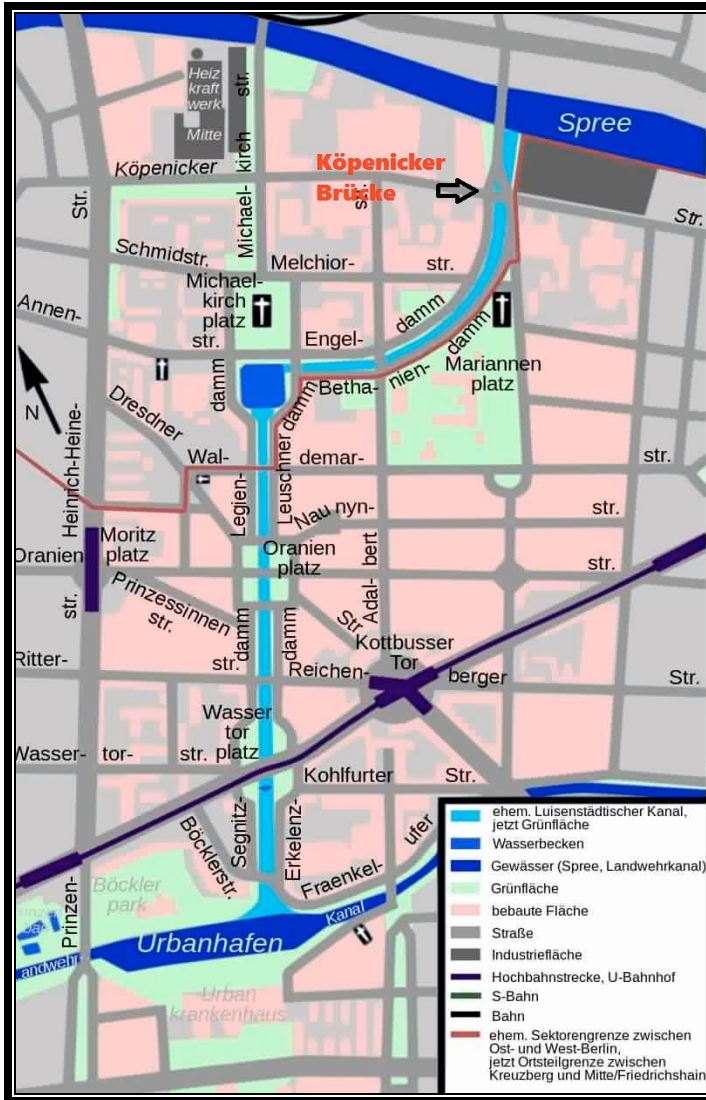 Heiz
kraft
werk
Mitte
Michael-
kirch
str.
Spree
Köpenicker
Brücke
Köpenicker
str.
Str.
Str.
Schmidstr.
Melchior-
str.
Michael-
kirch
platz
Annen-
str.
Engel-
damm
Mariannen
platz
Betha-
nien-
damm
N
Dresdner
damm
damm
Wal-
demar-
str.
Heinrich-Heine-
Legien-
Leuschner
Nau
nyn-
str.
Oranien
str.
Moritz
platz
Oranien
platz
str.
Adal-
bert
Prinzessinnen
str.
damm
damm
Str.
Kottbusser
Tor
Ritter-
str.
Reichen-
berger
Str.
Wasser
tor
platz
Wasser-
tor-
str.
Kohlfurter
Str.
Segnitz-
Erkelenz-
Böcklerstr.
Fraenkel-
ufer
Böckler
park
Prinzen-
Urbanhafen
Kanal
andwehr
Urban
krankenhaus
ehem. Luisenstädtischer Kanal,
jetzt Grünfläche
Wasserbecken
Gewässer (Spree, Landwehrkanal)
Grünfläche
bebaute Fläche
Straße
Industriefläche
Hochbahnstrecke, U-Bahnhof
S-Bahn
Bahn
ehem. Sektorengrenze zwischen
Ost- und West-Berlin,
jetzt Ortsteilgrenze zwischen
Kreuzberg und Mitte/Friedrichshain